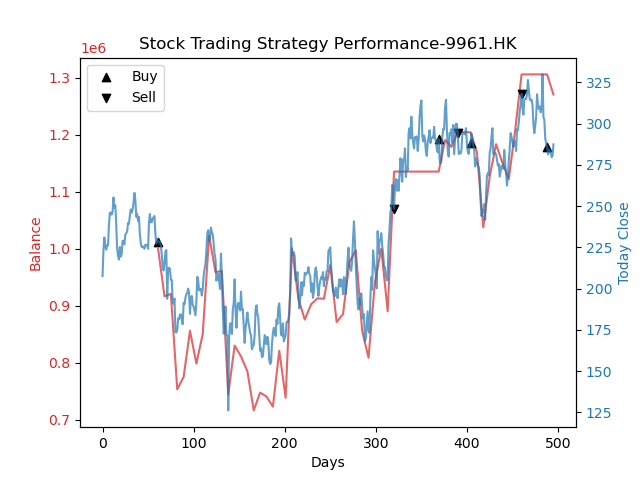 Stock Trading Strategy Performance-9961.HK
1e6
Buy
Sell
1.3
1.2
1.1
1.0
0.9
0.8
0.7
Balance
325
300
275
250
225
200
175
150
125
Today Close
0 100 200 300 400 500
Days